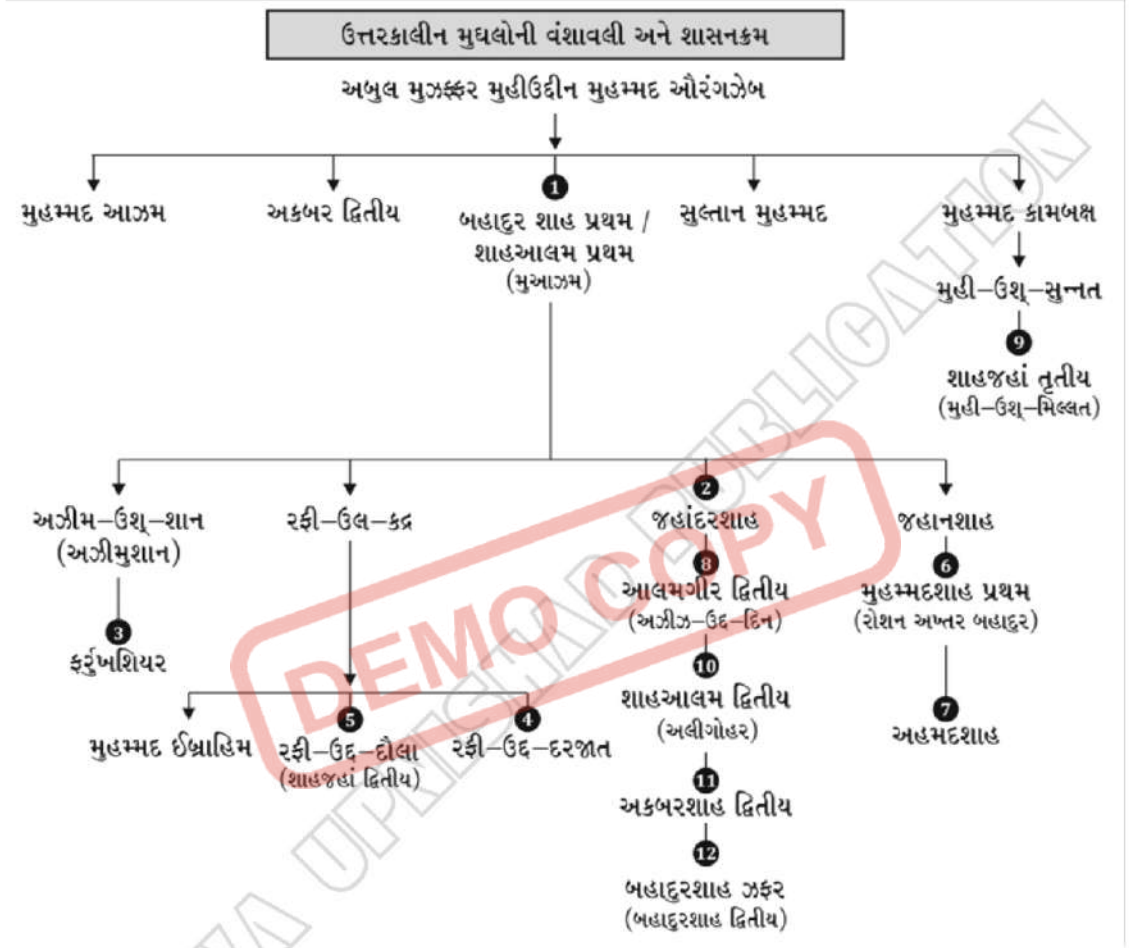 ઉત્તરકાલીન મુઘલોની વંશાવલી અને શાસનક્રમ
અબુલ મુઝફ્ફર મુહીઉદ્દીન મુહમ્મદ ઔરંગઝેબ
મુહમ્મદ આઝમ
અકબર દ્વિતીય
1
બહાદુર શાહ પ્રથમ /
શાહઆલમ પ્રથમ
(મુઆઝમ)
સુલ્તાન મુહમ્મદ
મુહમ્મદ કામબક્ષ
મુહી–ઉશ્–સુન્નત
9
શાહજહાં તૃતીય
(મુહી–ઉશ્–મિલ્લત)
અઝીમ–ઉશ્–શાન
(અઝીમુશાન)
3
ફર્રુખશિયર
રફી–ઉલ–કદ્ર
મુહમ્મદ ઈબ્રાહિમ
5
રફી–ઉદ્દ–દૌલા
(શાહજહાં દ્વિતીય)
4
રફી–ઉદ્દ–દરજાત
2
જહાંદરશાહ
8
આલમગીર દ્વિતીય
(અઝીઝ–ઉદ્દ–દિન)
10
શાહઆલમ દ્વિતીય
(અલીગોહર)
11
અકબરશાહ દ્વિતીય
12
બહાદુરશાહ ઝફર
(બહાદુરશાહ દ્વિતીય)
જહાનશાહ
6
મુહમ્મદશાહ પ્રથમ
(રોશન અખ્તર બહાદુર)
7
અહમદશાહ
DEMO COPY
UPNISHAD PUBLICATION